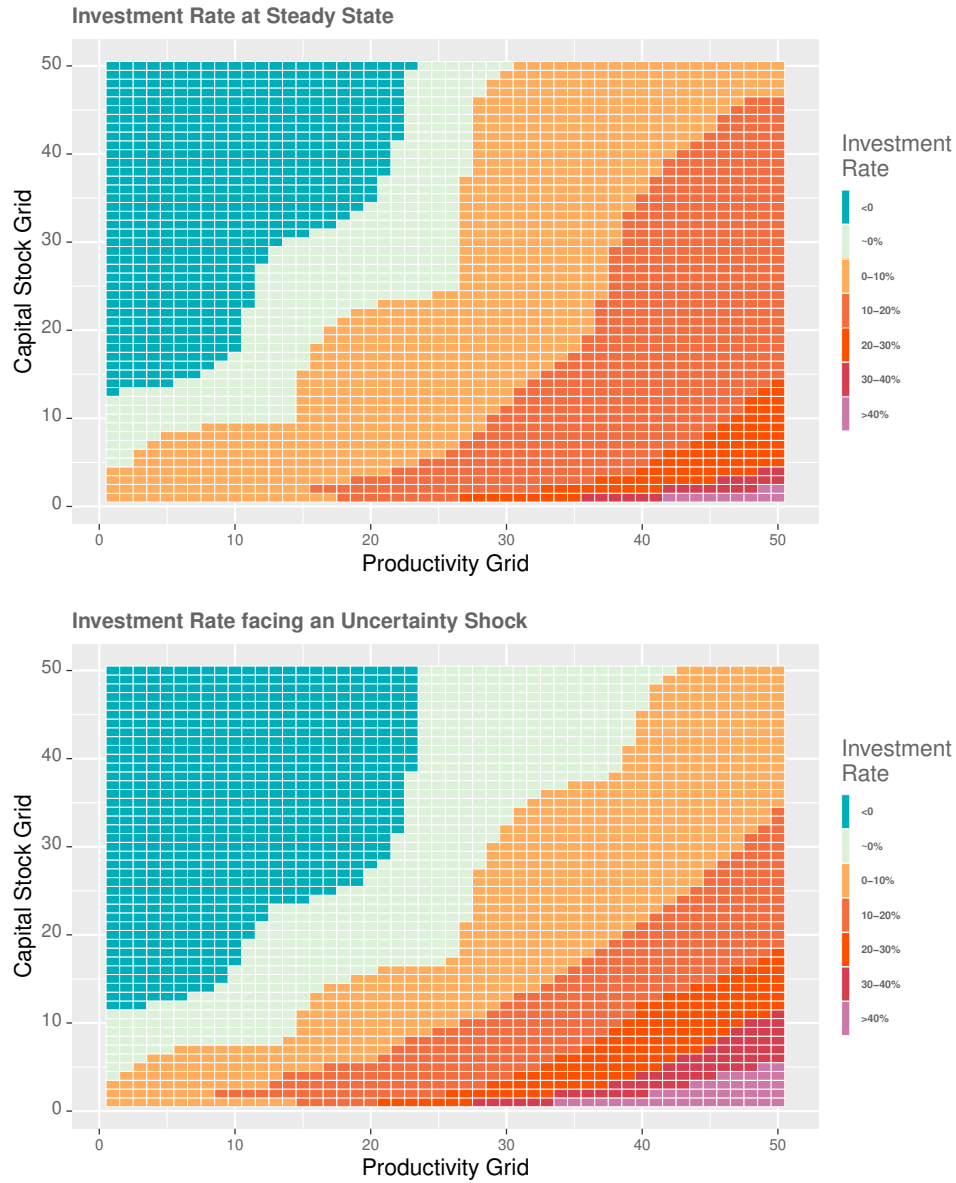 Investment Rate at Steady State
50
40
30
20
10
0
Capital Stock Grid
0 10 20 30 40 50
Productivity Grid
Investment
Rate
<0
~0%
0–10%
10–20%
20–30%
30–40%
>40%
Investment Rate facing an Uncertainty Shock
50
40
30
20
10
0
Capital Stock Grid
0 10 20 30 40 50
Productivity Grid
Investment
Rate
<0
~0%
0–10%
10–20%
20–30%
30–40%
>40%